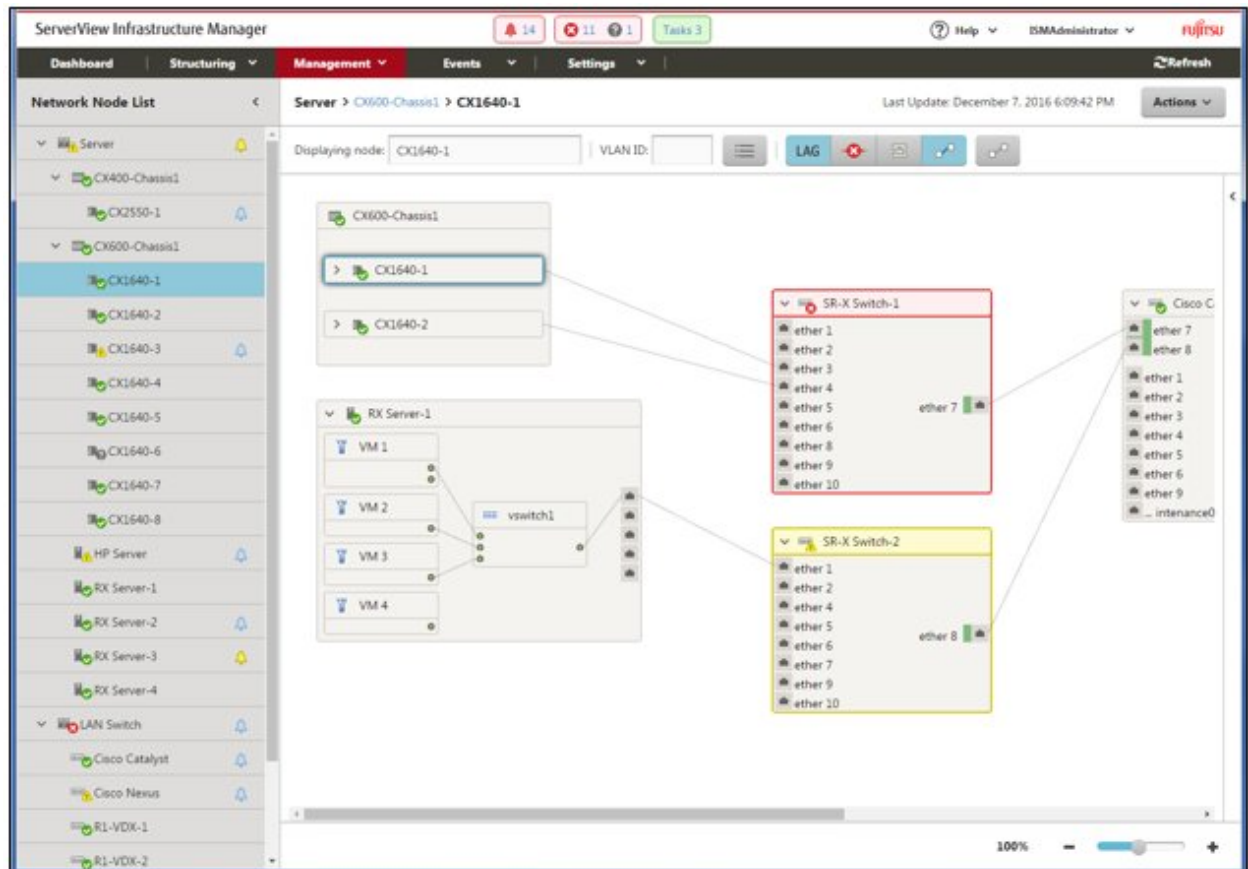 ServerView Infrastructure Manager
14 11 1 Tasks 3
Help ISMAdministrator FUJITSU
Dashboard Structuring Management Events Settings Refresh
Network Node List
Server > CX600-Chassis1 > CX1640-1
Last Update: December 7, 2016 6:09:42 PM
Actions
Displaying node: CX1640-1 VLAN ID: LAG
Server
CX400-Chassis1
CX2550-1
CX600-Chassis1
CX1640-1
CX1640-2
CX1640-3
CX1640-4
CX1640-5
CX1640-6
CX1640-7
CX1640-8
HP Server
RX Server-1
RX Server-2
RX Server-3
RX Server-4
LAN Switch
Cisco Catalyst
Cisco Nexus
R1-VDX-1
R1-VDX-2
CX600-Chassis1
CX1640-1
CX1640-2
RX Server-1
VM 1
VM 2
VM 3
VM 4
vswitch1
SR-X Switch-1
ether 1
ether 2
ether 3
ether 4
ether 5
ether 6
ether 8
ether 9
ether 10
ether 7
SR-X Switch-2
ether 1
ether 2
ether 4
ether 5
ether 6
ether 7
ether 9
ether 10
ether 8
Cisco C
ether 7
ether 8
ether 1
ether 2
ether 3
ether 4
ether 5
ether 6
ether 9
... intenance0
100%